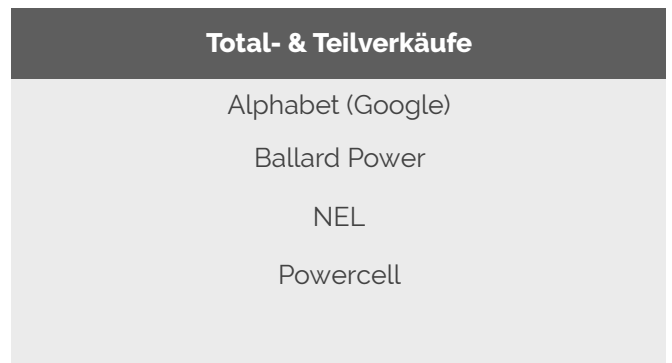 Total- & Teilverkäufe
Alphabet (Google)
Ballard Power
NEL
Powercell